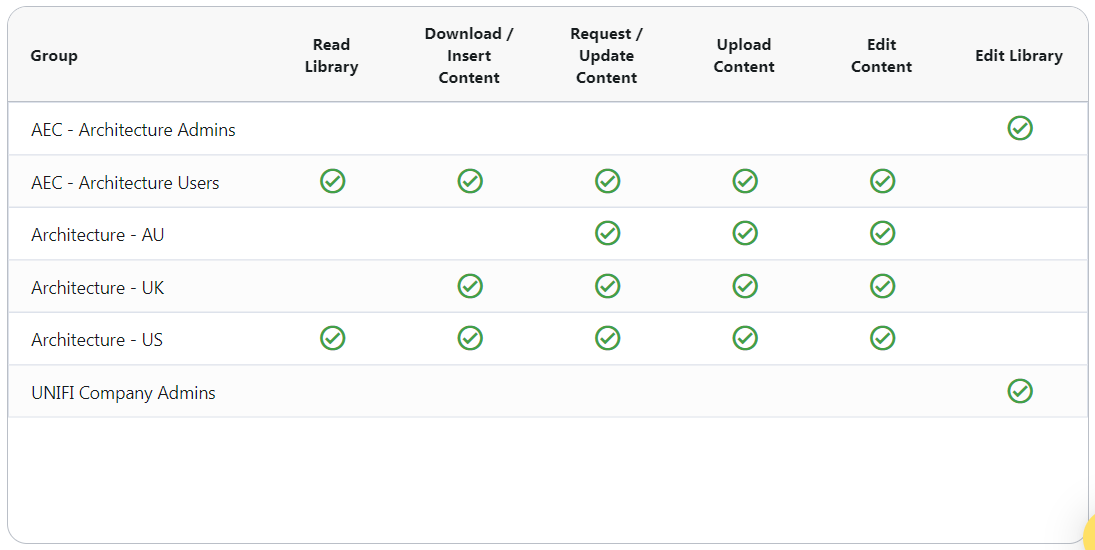 Group
Read
Library
Download /
Insert
Content
Request /
Update
Content
Upload
Content
Edit
Content
Edit Library
AEC - Architecture Admins
AEC - Architecture Users
Architecture - AU
Architecture - UK
Architecture - US
UNIFI Company Admins